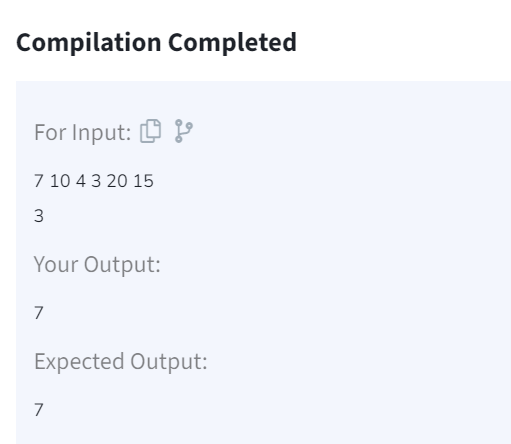 Compilation Completed
For Input:
7 10 4 3 20 15
3
Your Output:
7
Expected Output:
7